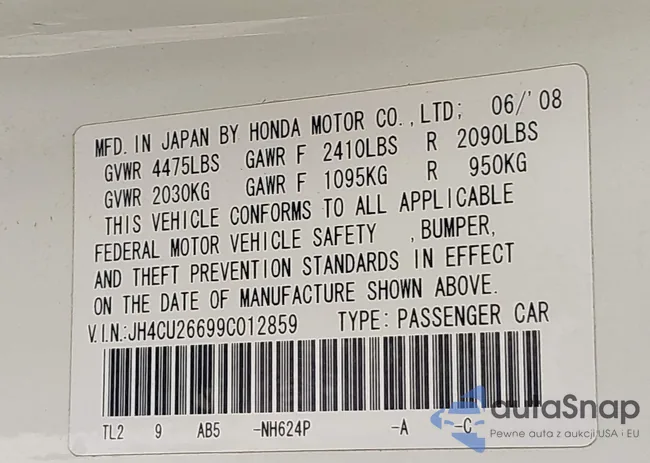 MFD. IN JAPAN BY HONDA MOTOR CO., LTD; 06/'08
GVWR 4475LBS GAWR F 2410LBS R 2090LBS
GVWR 2030KG GAWR F 1095KG R 950KG
THIS VEHICLE CONFORMS TO ALL APPLICABLE
FEDERAL MOTOR VEHICLE SAFETY , BUMPER,
AND THEFT PREVENTION STANDARDS IN EFFECT
ON THE DATE OF MANUFACTURE SHOWN ABOVE.
V.I.N.:JH4CU26699C012859 TYPE: PASSENGER CAR
TL2 9 AB5 -NH624P -A -C-
autaSnap
Pewne auta z aukcji USA i EU